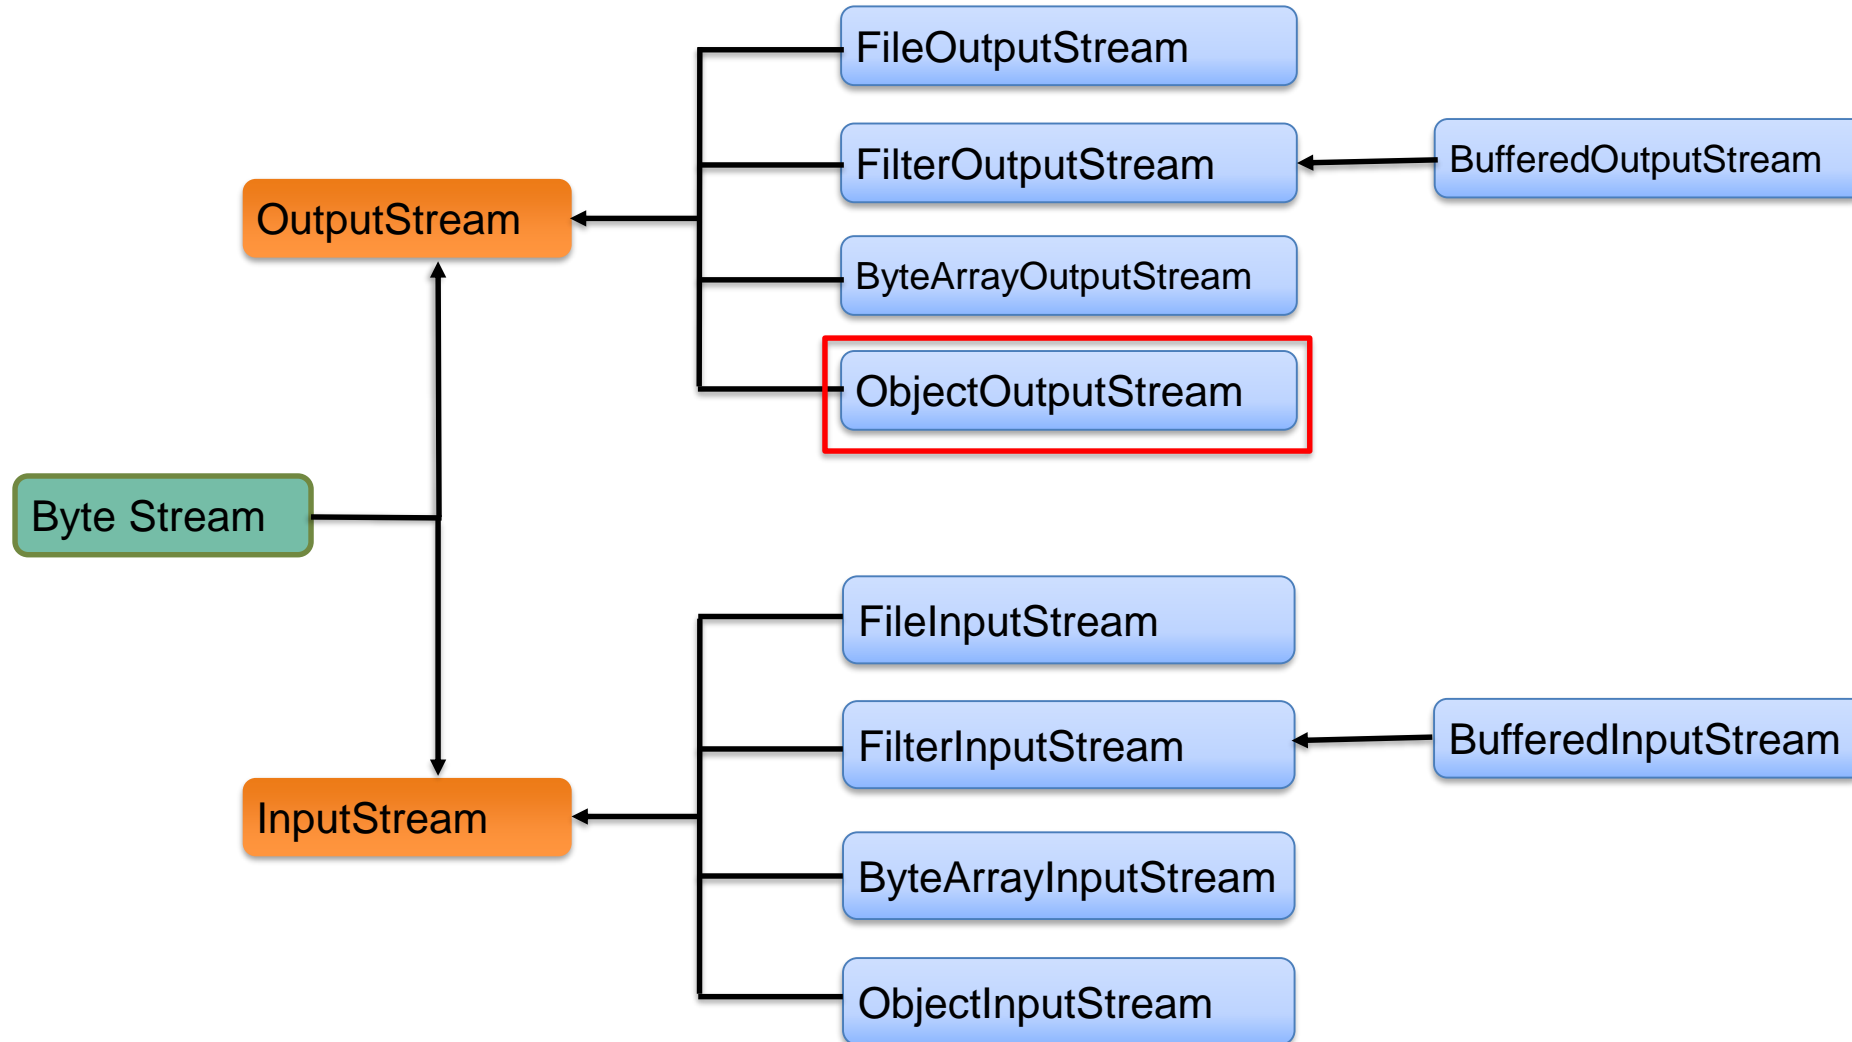 FileOutputStream
FilterOutputStream
BufferedOutputStream
OutputStream
ByteArrayOutputStream
ObjectOutputStream
Byte Stream
FileInputStream
FilterInputStream
BufferedInputStream
InputStream
ByteArrayInputStream
ObjectInputStream